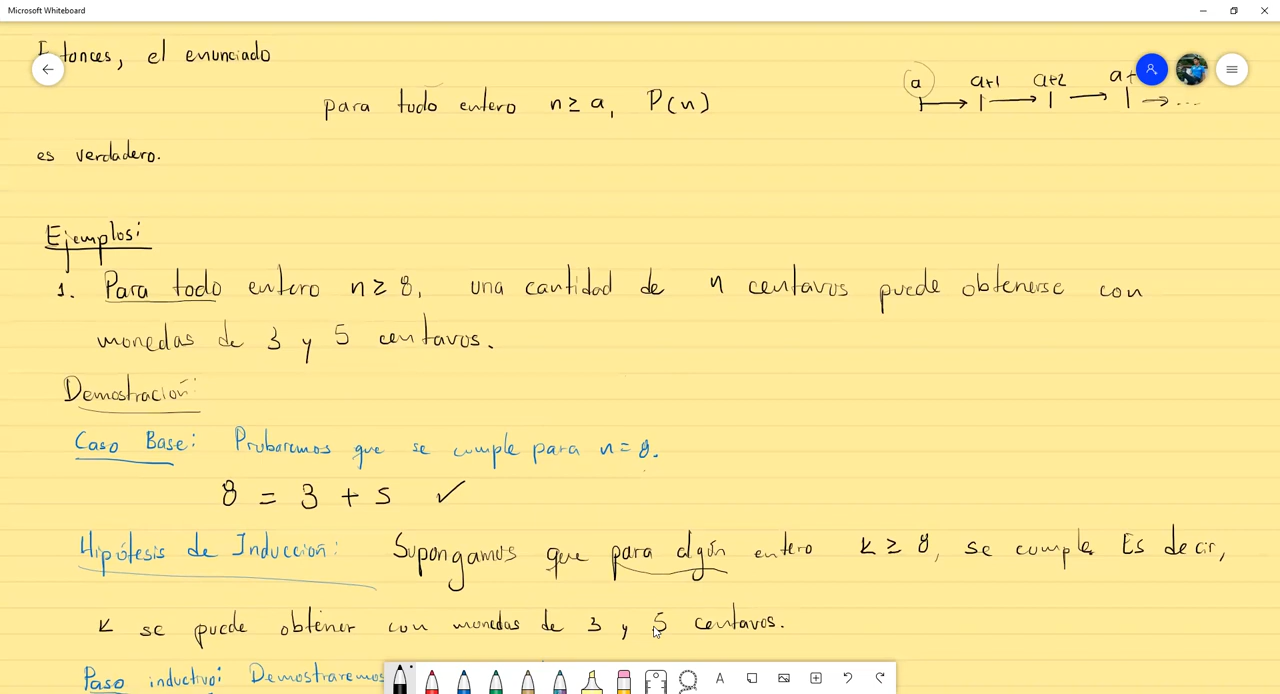 Microsoft Whiteboard
Entonces, el enunciado
para todo entero n ≥ a, P(n)
a a+1 a+2 a+ ...
es verdadero.
Ejemplos:
1. Para todo entero n ≥ 8, una cantidad de n centavos puede obtenerse con
monedas de 3 y 5 centavos.
Demostración:
Caso Base: Probaremos que se cumple para n = 8.
8 = 3 + 5 ✓
Hipótesis de Inducción: Supongamos que para algún entero K ≥ 8, se cumple. Es decir,
K se puede obtener con monedas de 3 y 5 centavos.
Paso inductivo: Demostraremos
A